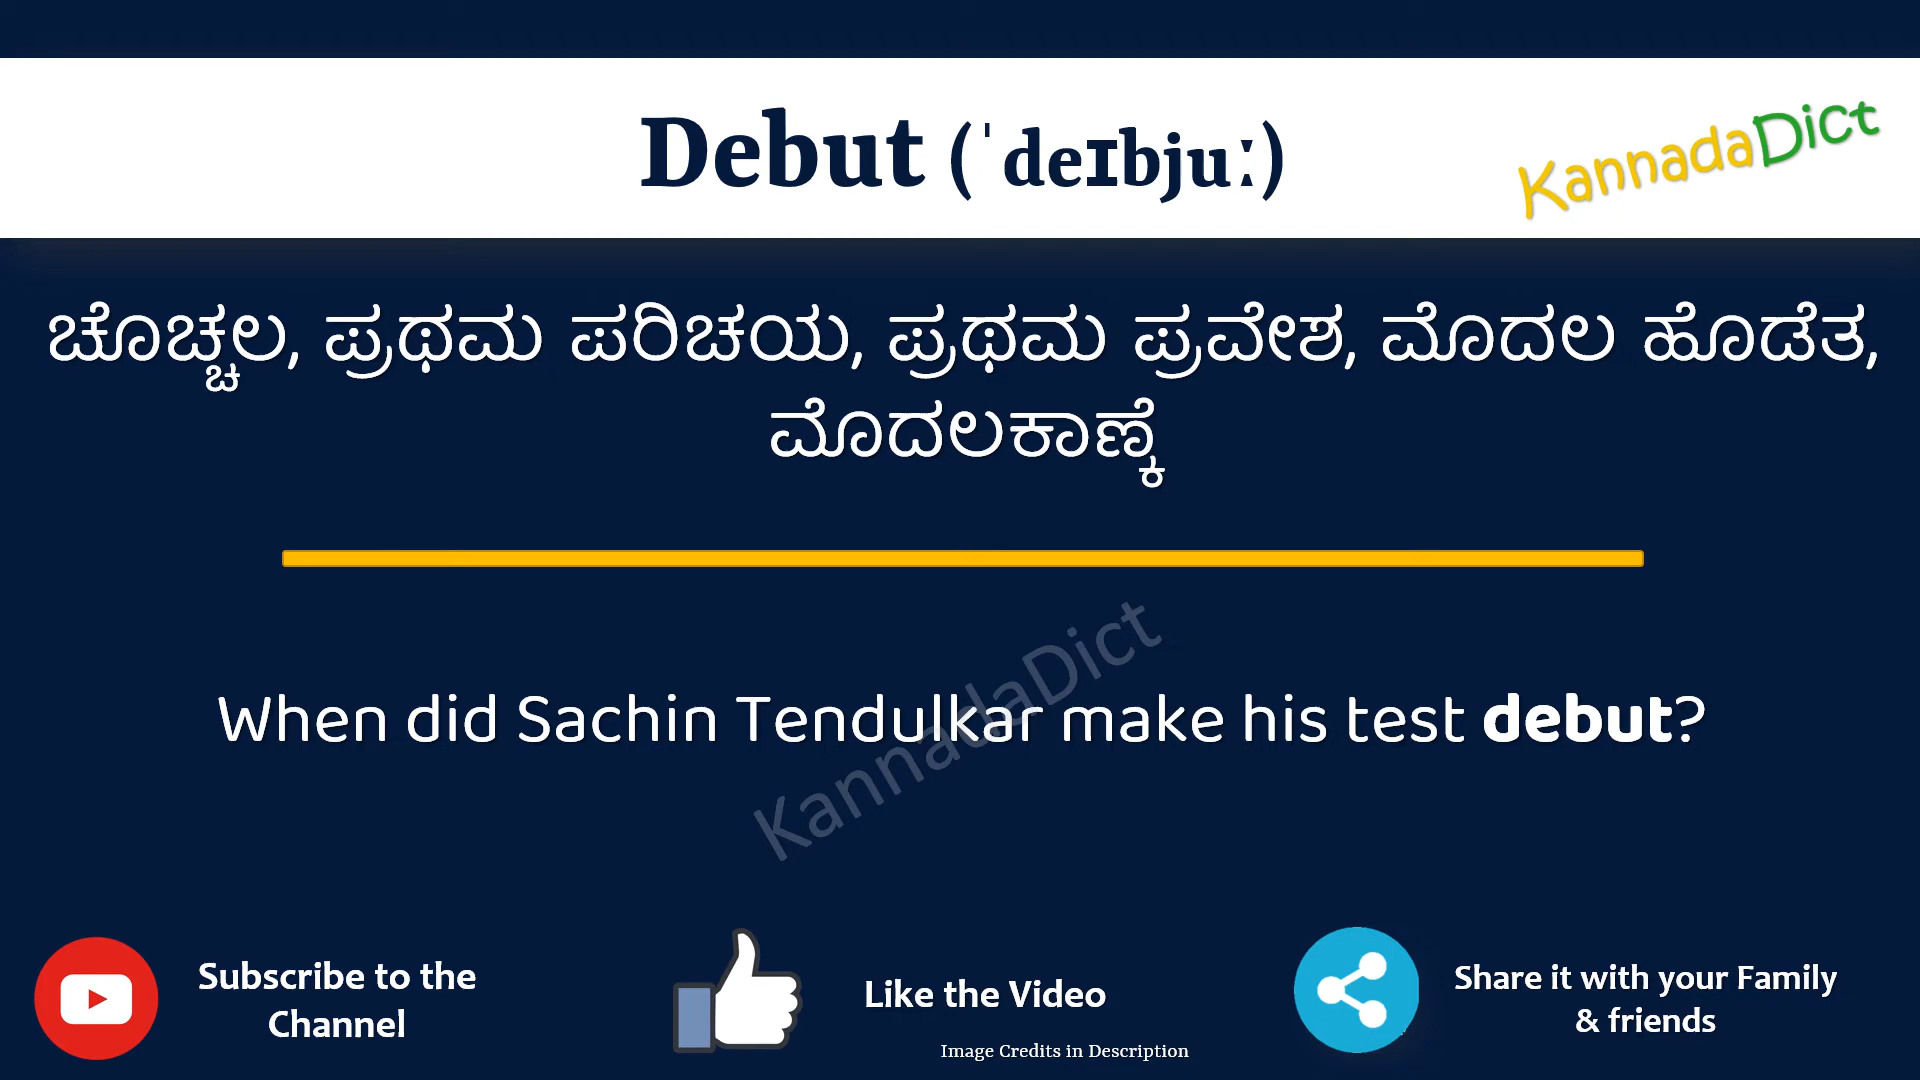 Debut (ˈdeɪbjuː)
KannadaDict
ಚೊಚ್ಚಲ, ಪ್ರಥಮ ಪರಿಚಯ, ಪ್ರಥಮ ಪ್ರವೇಶ, ಮೊದಲ ಹೊಡೆತ,
ಮೊದಲಕಾಣ್ಕೆ
When did Sachin Tendulkar make his test debut?
KannadaDict
Subscribe to the
Channel
Like the Video
Share it with your Family
& friends
Image Credits in Description